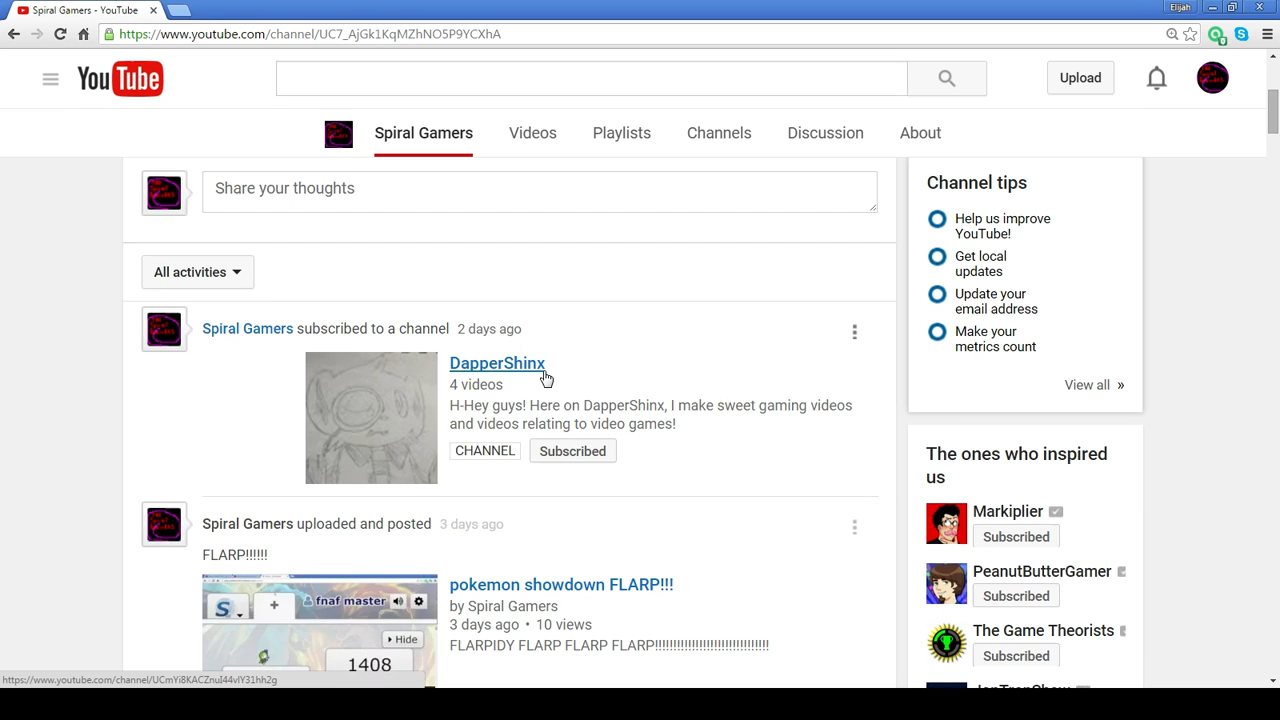 Spiral Gamers - YouTube
Elijah
https://www.youtube.com/channel/UC7_AjGk1KqMZhNO5P9YCXhA
YouTube
Upload
Spiral Gamers
Videos
Playlists
Channels
Discussion
About
Share your thoughts
All activities
Spiral Gamers subscribed to a channel 2 days ago
DapperShinx
4 videos
H-Hey guys! Here on DapperShinx, I make sweet gaming videos
and videos relating to video games!
CHANNEL
Subscribed
Spiral Gamers uploaded and posted 3 days ago
FLARP!!!!!!
fnaf master
Hide
1408
pokemon showdown FLARP!!!
by Spiral Gamers
3 days ago • 10 views
FLARPIDY FLARP FLARP FLARP!!!!!!!!!!!!!!!!!!!!!!!!!!!!!!
Channel tips
Help us improve
YouTube!
Get local
updates
Update your
email address
Make your
metrics count
View all »
The ones who inspired
us
Markiplier
Subscribed
PeanutButterGamer
Subscribed
The Game Theorists
Subscribed
JonTronShow
https://www.youtube.com/channel/UCmYi8KACZnuI44vIY31hh2g